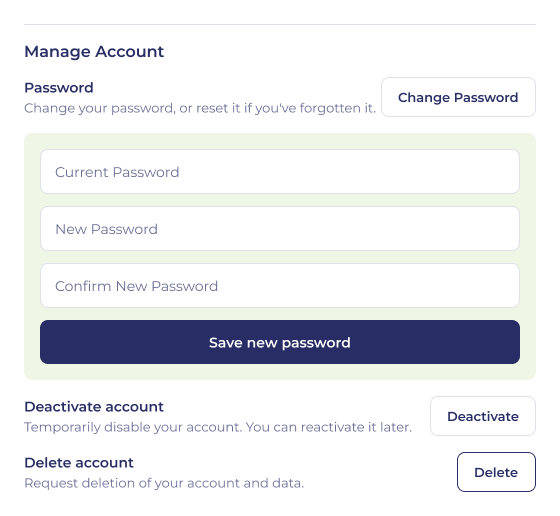 Manage Account
Password
Change your password, or reset it if you've forgotten it.
Change Password
Current Password
New Password
Confirm New Password
Save new password
Deactivate account
Temporarily disable your account. You can reactivate it later.
Deactivate
Delete account
Request deletion of your account and data.
Delete